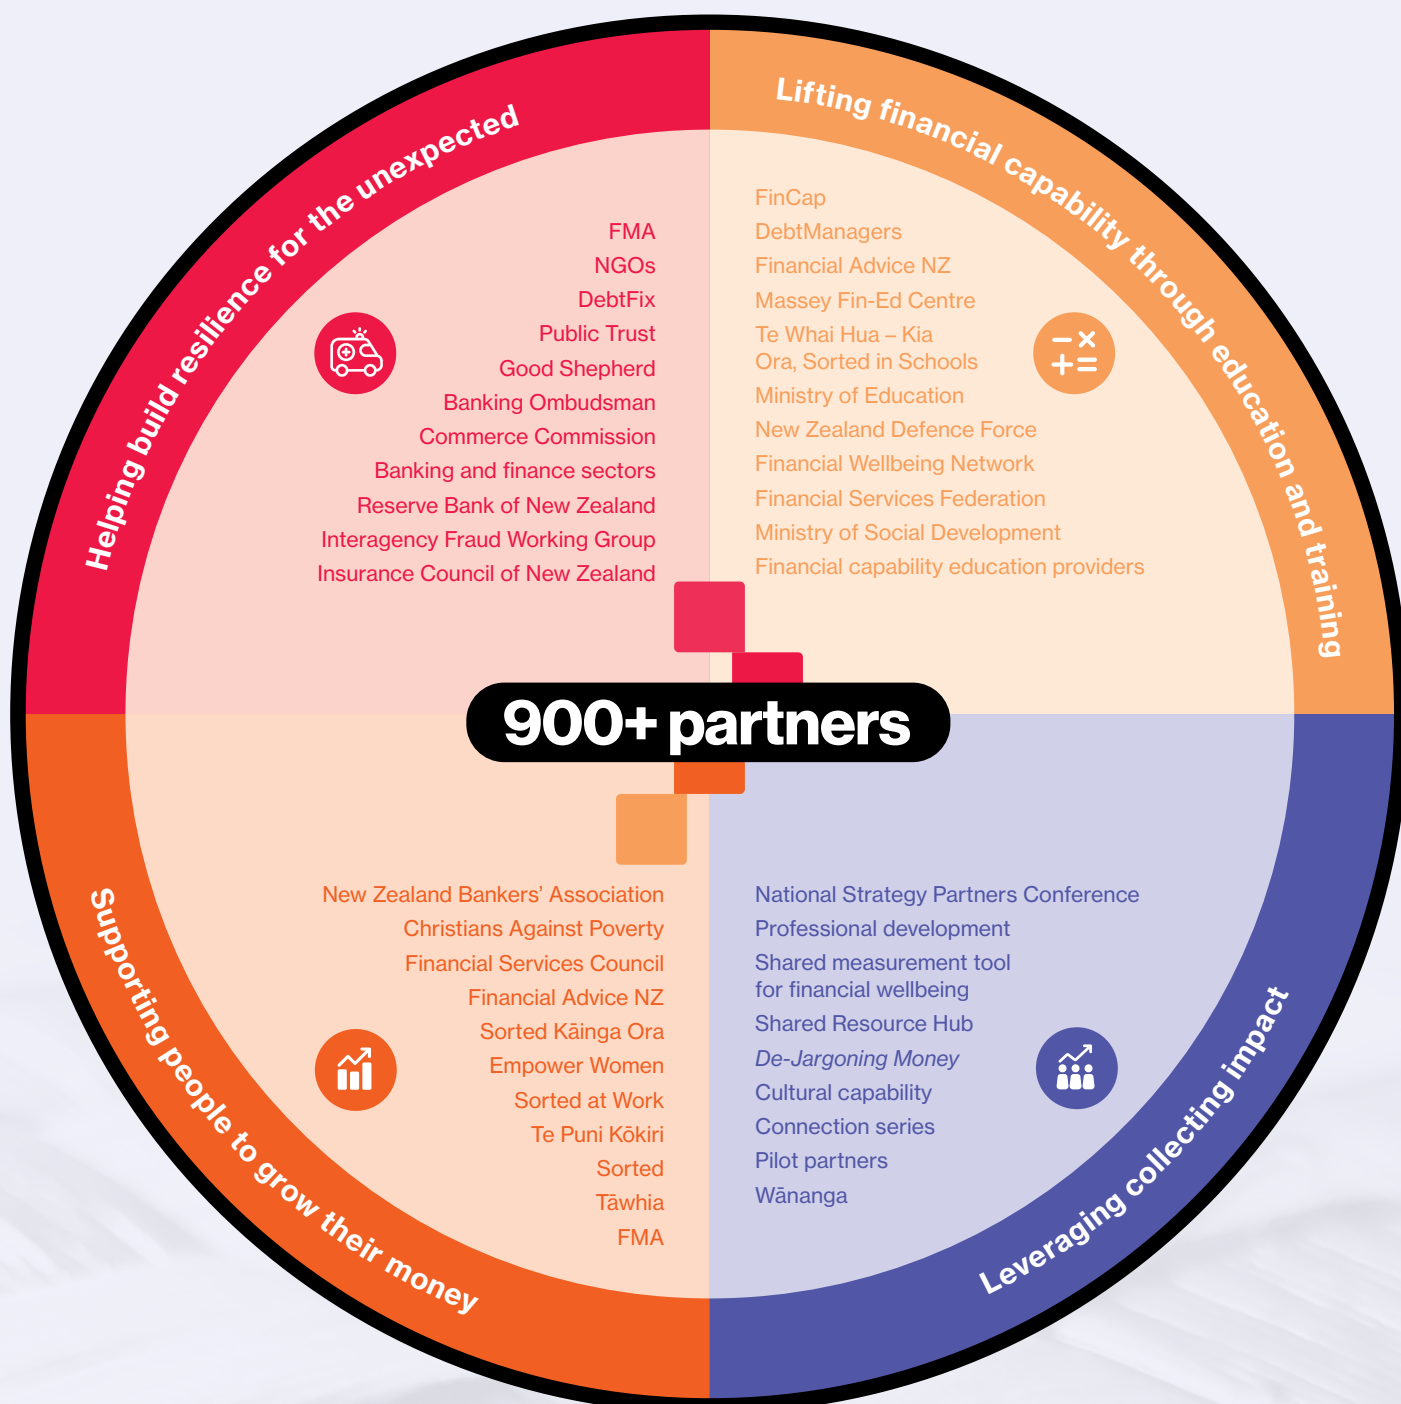 Helping build resilience for the unexpected
FMA
NGOs
DebtFix
Public Trust
Good Shepherd
Banking Ombudsman
Commerce Commission
Banking and finance sectors
Reserve Bank of New Zealand
Interagency Fraud Working Group
Insurance Council of New Zealand
Lifting financial capability through education and training
FinCap
DebtManagers
Financial Advice NZ
Massey Fin-Ed Centre
Te Whai Hua – Kia
Ora, Sorted in Schools
Ministry of Education
New Zealand Defence Force
Financial Wellbeing Network
Financial Services Federation
Ministry of Social Development
Financial capability education providers
900+ partners
Supporting people to grow their money
New Zealand Bankers’ Association
Christians Against Poverty
Financial Services Council
Financial Advice NZ
Sorted Kāinga Ora
Empower Women
Sorted at Work
Te Puni Kōkiri
Sorted
Tāwhia
FMA
Leveraging collecting impact
National Strategy Partners Conference
Professional development
Shared measurement tool
for financial wellbeing
Shared Resource Hub
De-Jargoning Money
Cultural capability
Connection series
Pilot partners
Wānanga